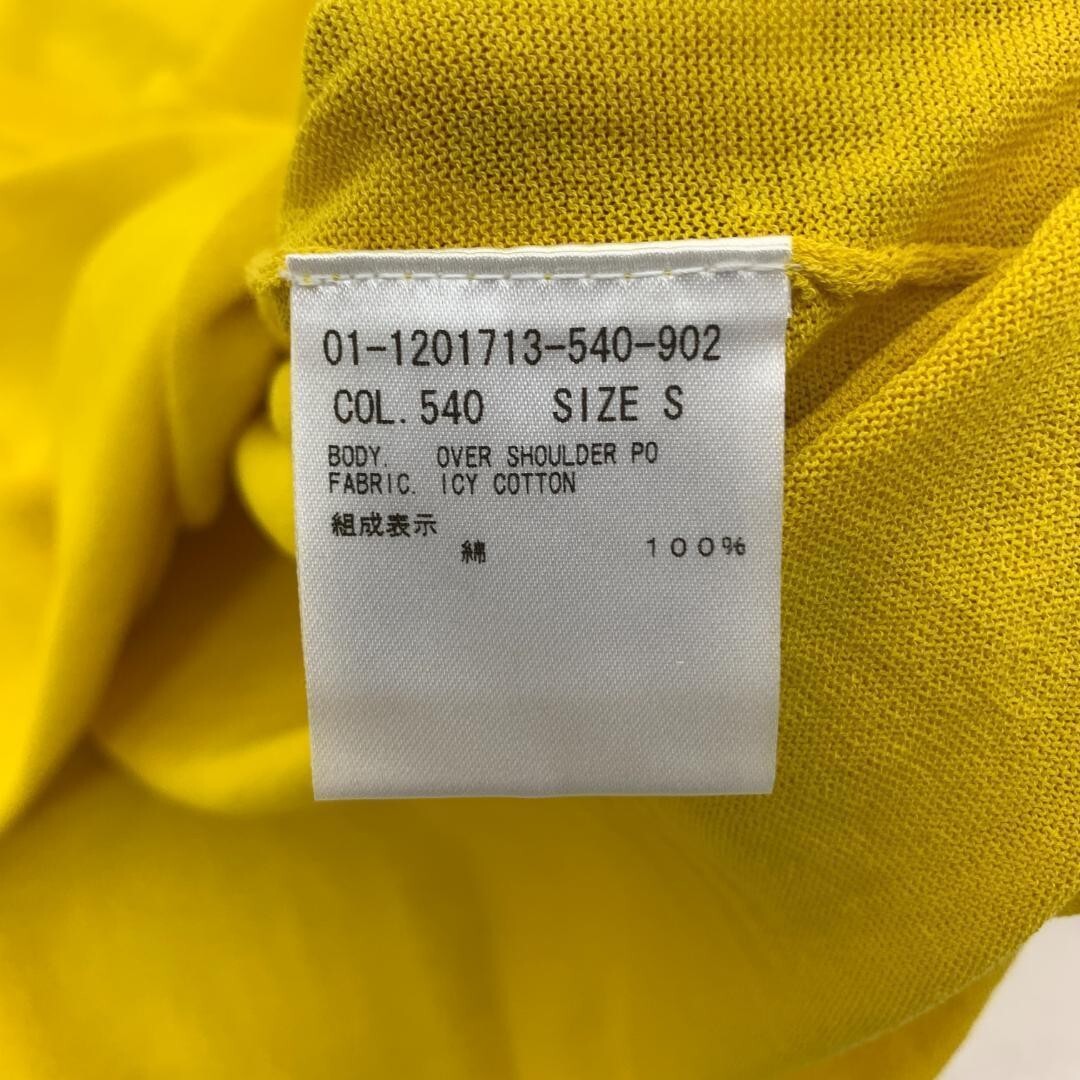 01-1201713-540-902
COL. 540 SIZE S
BODY. OVER SHOULDER PO
FABRIC. ICY COTTON
組成表示
綿 100%